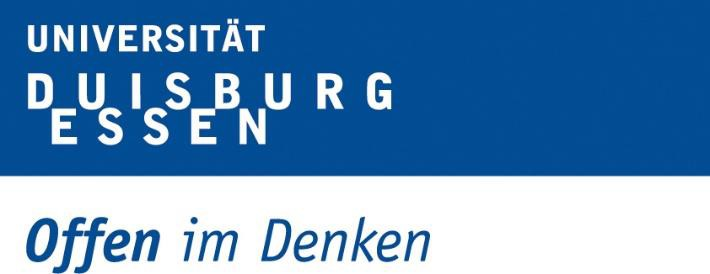 UNIVERSITÄT
DUISBURG
ESSEN
Offen im Denken